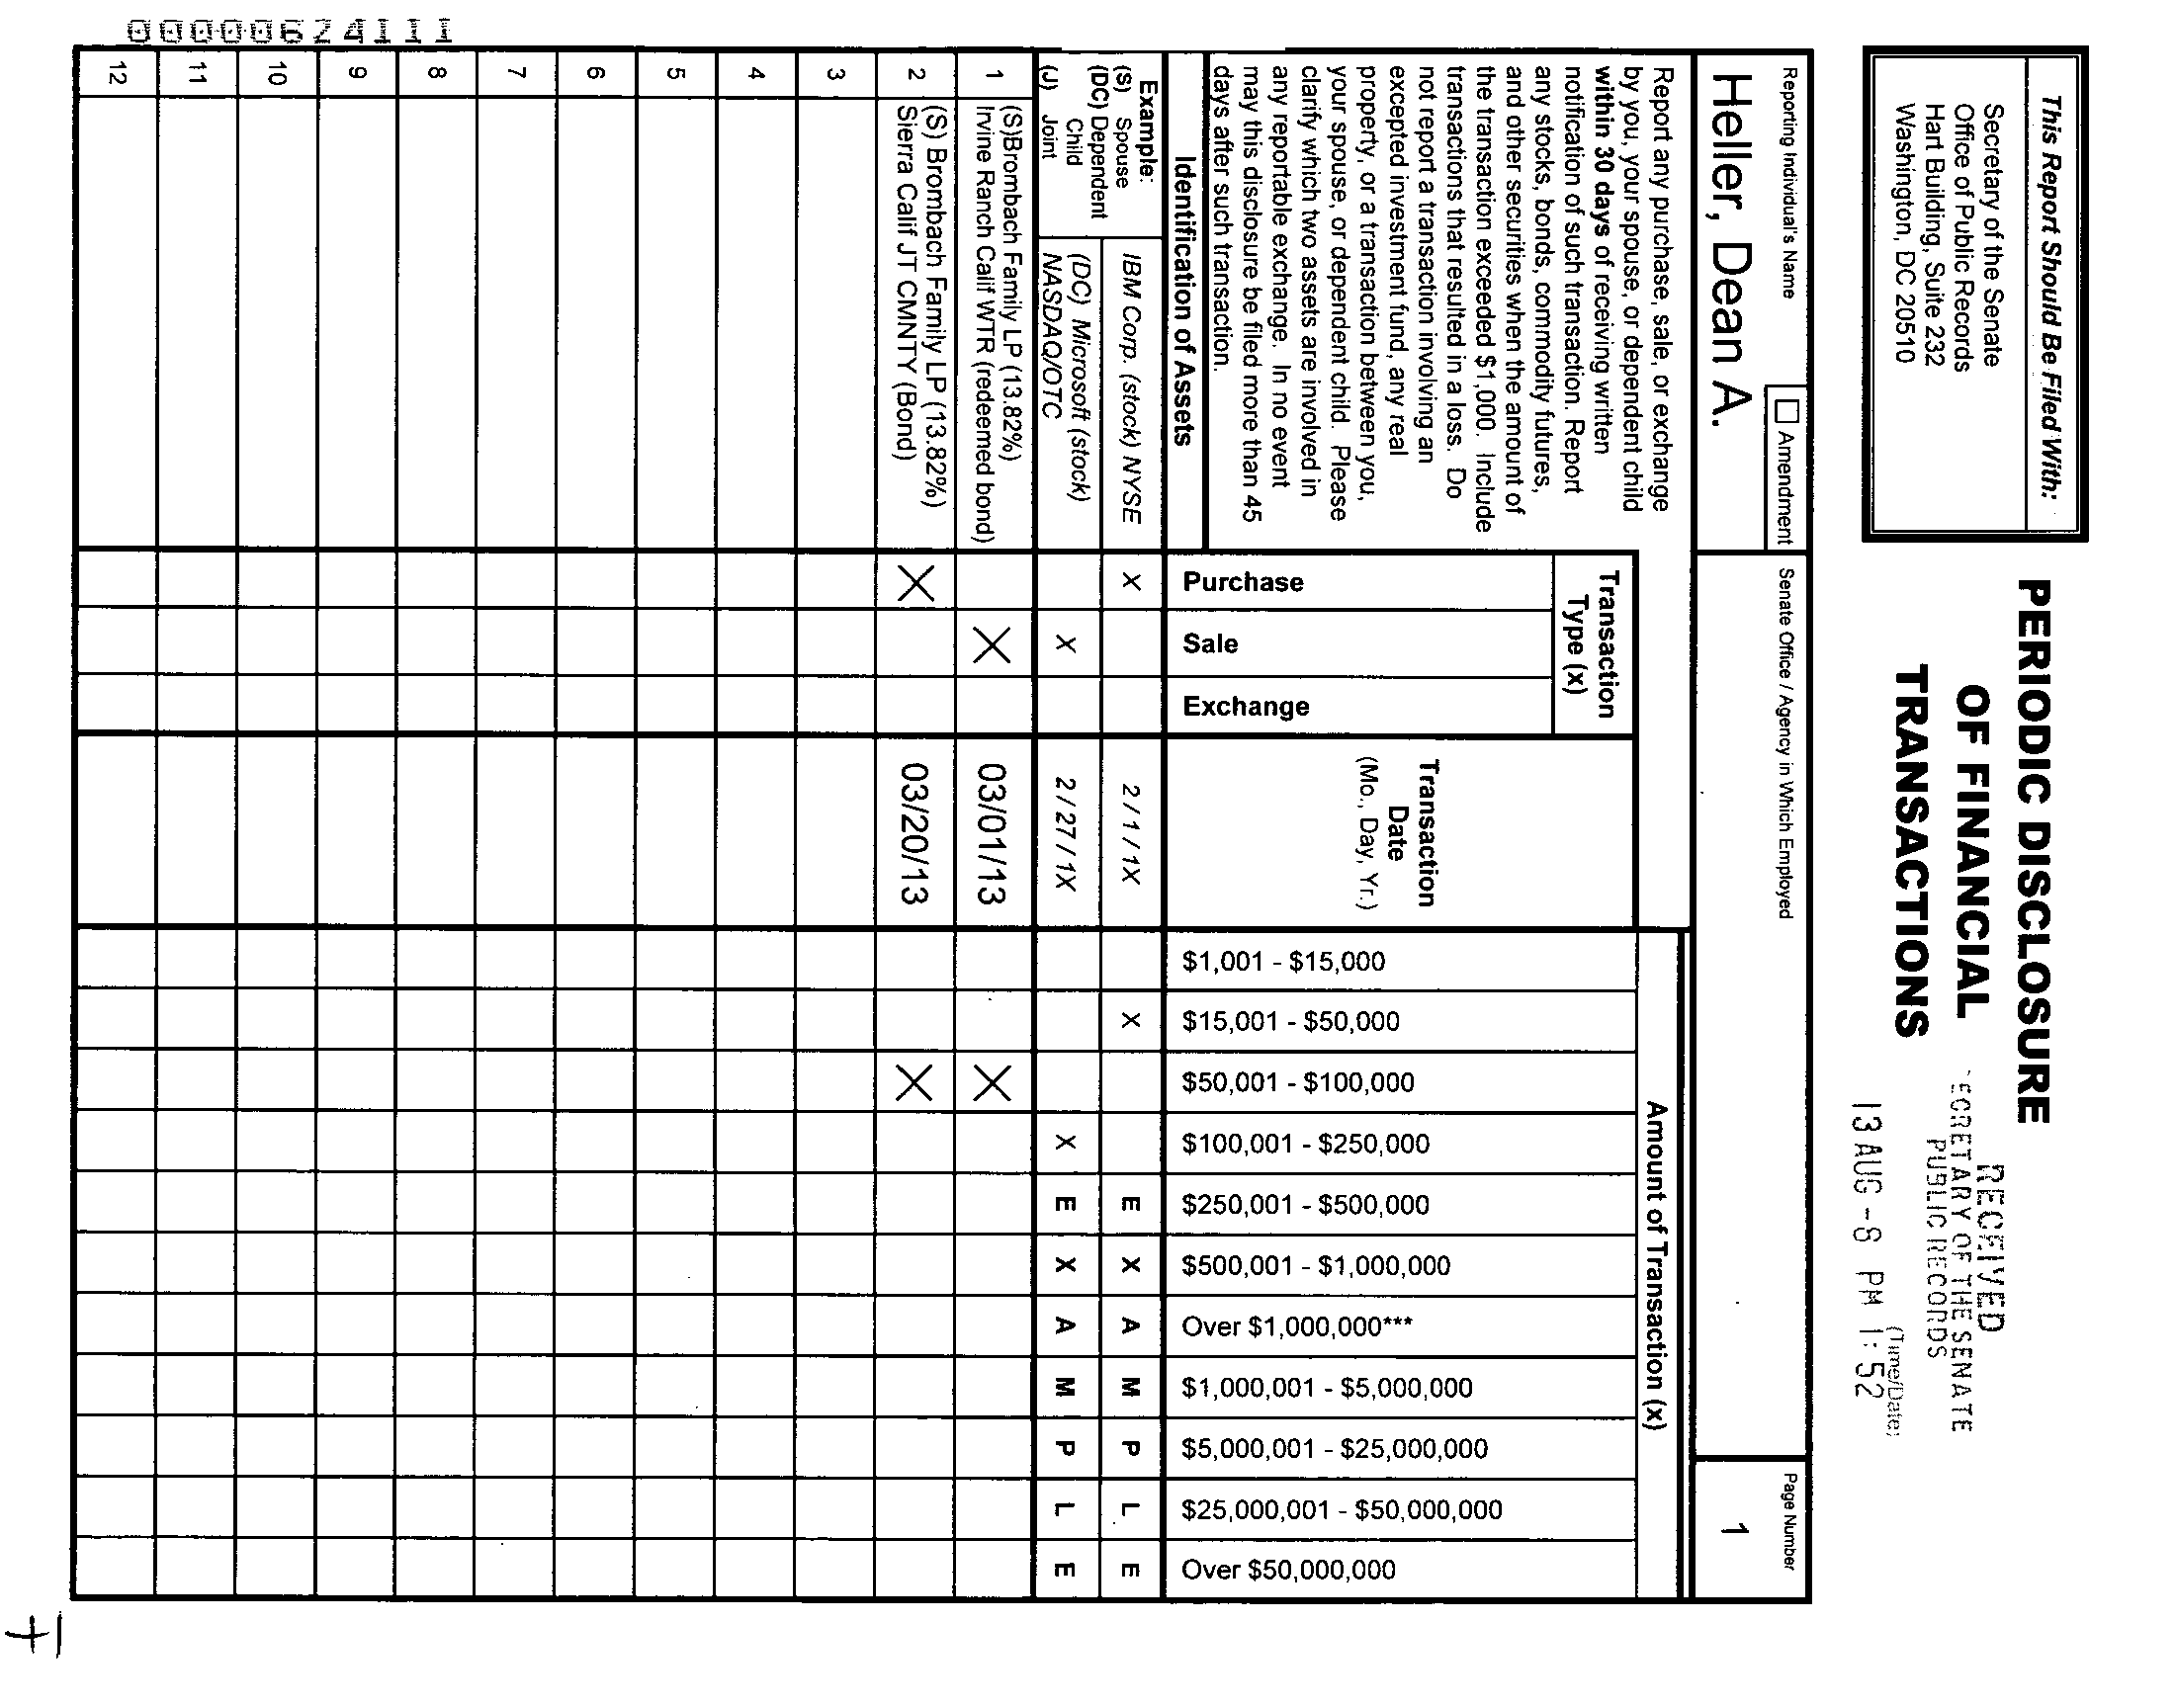 This Report Should Be Filed With:
Secretary of the Senate
Office of Public Records
Hart Building, Suite 232
Washington, DC 20510
PERIODIC DISCLOSURE
OF FINANCIAL
TRANSACTIONS
RECEIVED
SECRETARY OF THE SENATE
PUBLIC RECORDS
(Time/Date)
13 AUG -8 PM 1:52
Reporting Individual's Name
Amendment
Senate Office / Agency in Which Employed
Page Number
Heller, Dean A.
1
Report any purchase, sale, or exchange
by you, your spouse, or dependent child
within 30 days of receiving written
notification of such transaction. Report
any stocks, bonds, commodity futures,
and other securities when the amount of
the transaction exceeded $1,000. Include
transactions that resulted in a loss. Do
not report a transaction involving an
excepted investment fund, any real
property, or a transaction between you,
your spouse, or dependent child. Please
clarify which two assets are involved in
any reportable exchange. In no event
may this disclosure be filed more than 45
days after such transaction.
Identification of Assets
Transaction
Type (x)
Purchase
Sale
Exchange
Transaction
Date
(Mo., Day, Yr.)
Amount of Transaction (x)
$1,001 - $15,000
$15,001 - $50,000
$50,001 - $100,000
$100,001 - $250,000
$250,001 - $500,000
$500,001 - $1,000,000
Over $1,000,000***
$1,000,001 - $5,000,000
$5,000,001 - $25,000,000
$25,000,001 - $50,000,000
Over $50,000,000
Example:
(S) Spouse
(DC) Dependent
Child
(J) Joint
IBM Corp. (stock) NYSE X 2/1/1X X E X A M P L E
(DC) Microsoft (stock)
NASDAQ/OTC X 2/27/1X X E X A M P L E
1 (S)Brombach Family LP (13.82%)
Irvine Ranch Calif WTR (redeemed bond) X 03/01/13 X
2 (S) Brombach Family LP (13.82%)
Sierra Calif JT CMNTY (Bond) X 03/20/13 X
3
4
5
6
7
8
9
10
11
12